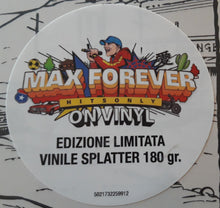 MAX FOREVER
HITS ONLY
ON VINYL
EDIZIONE LIMITATA
VINILE SPLATTER 180 gr.
5021732259912